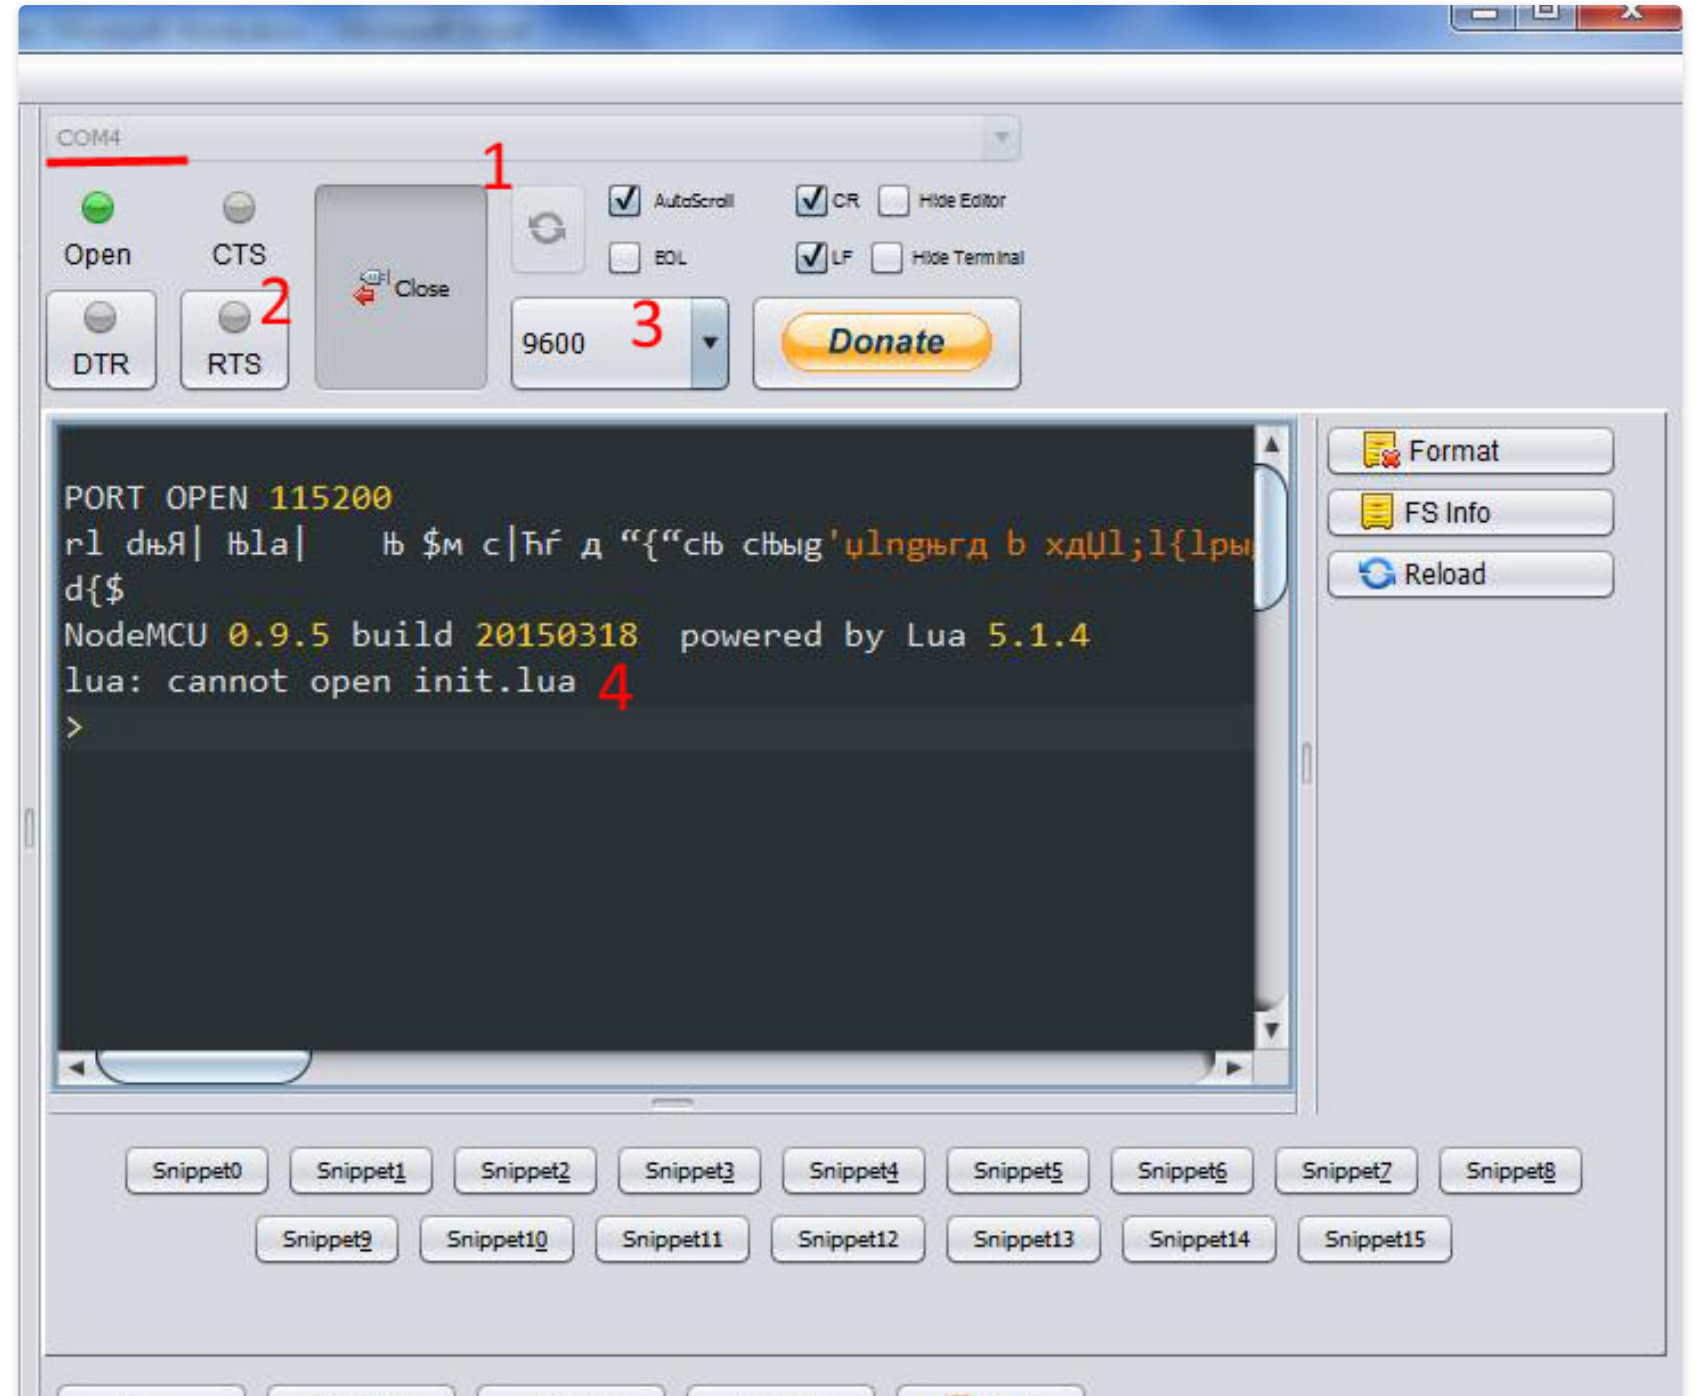 COM4
1
AutoScroll CR Hide Editor
Open CTS
EOL LF Hide Terminal
2 Close
3
9600 Donate
DTR RTS
PORT OPEN 115200
Format
FS Info
d{$
Reload
NodeMCU 0.9.5 build 20150318 powered by Lua 5.1.4
lua: cannot open init.lua 4
>
Snippet0 Snippet1 Snippet2 Snippet3 Snippet4 Snippet5 Snippet6 Snippet7 Snippet8
Snippet9 Snippet10 Snippet11 Snippet12 Snippet13 Snippet14 Snippet15